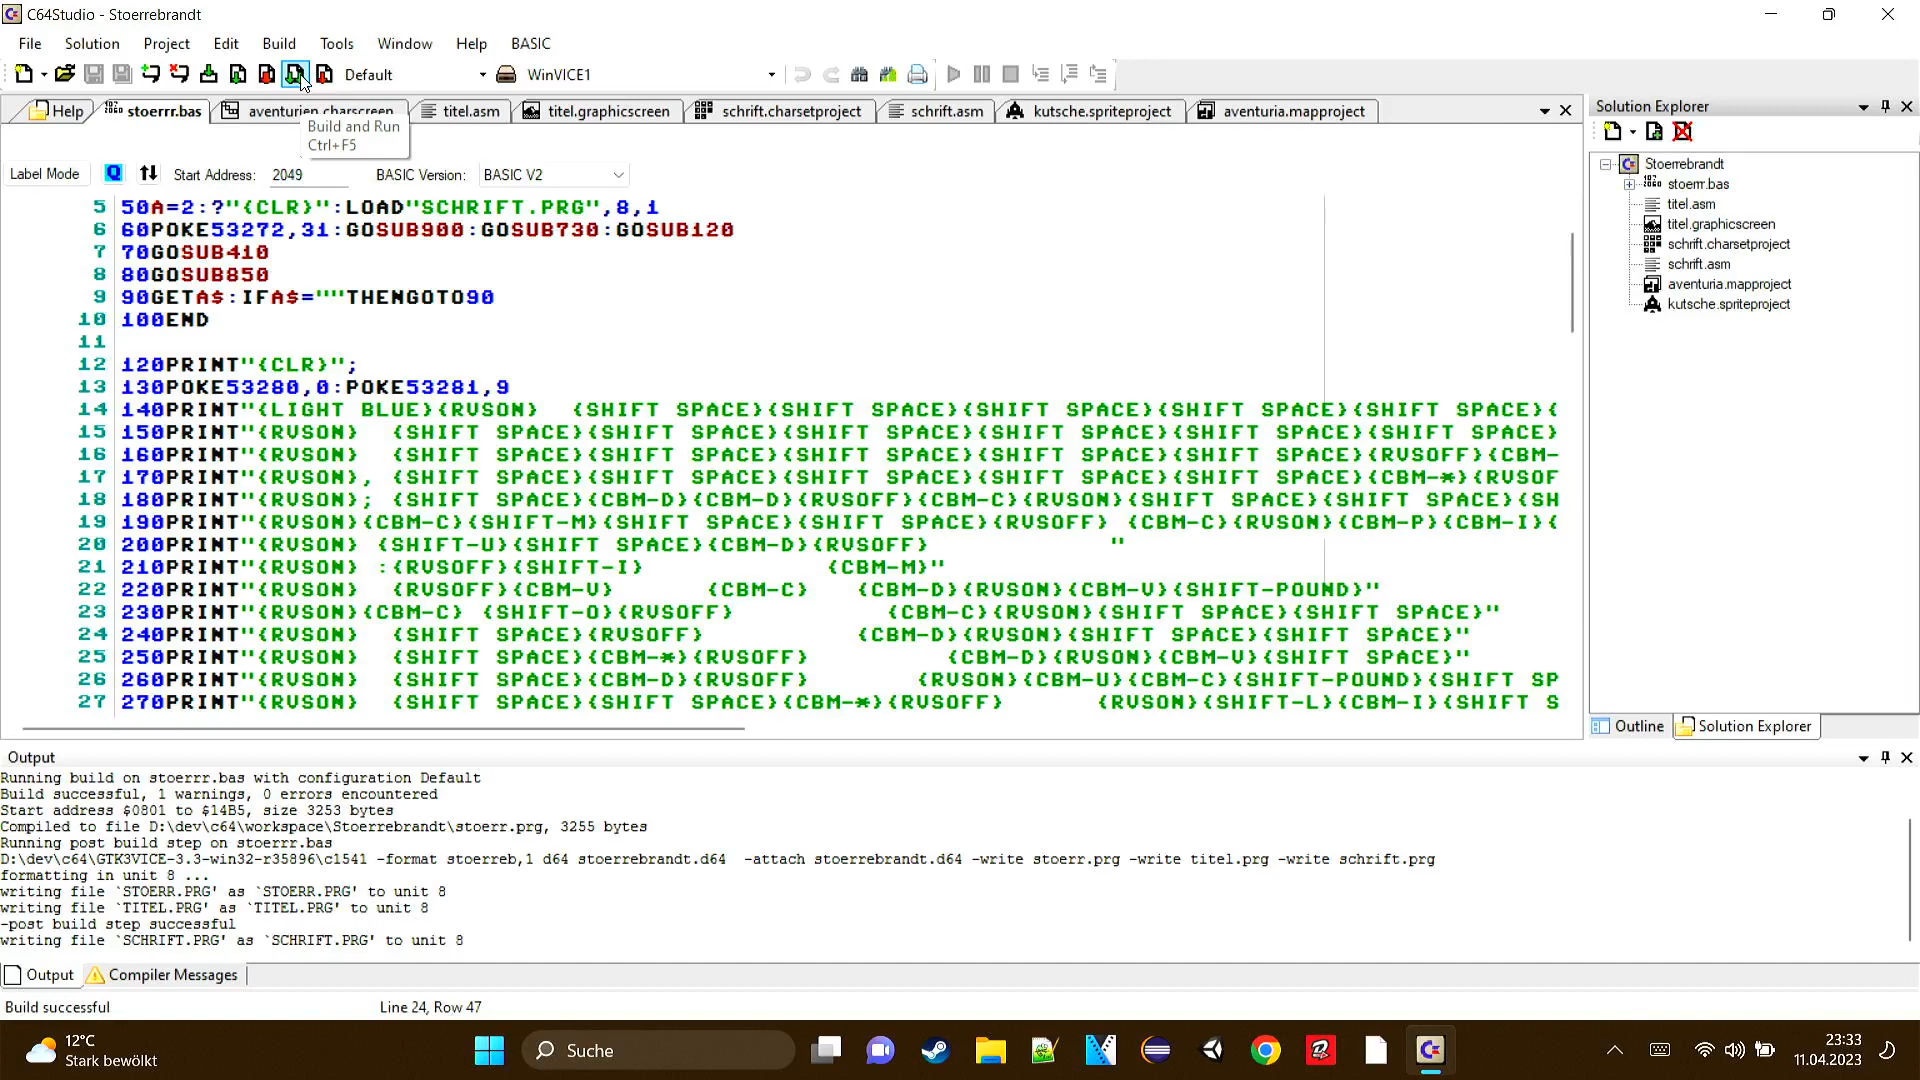 C64Studio - Stoerrebrandt
File Solution Project Edit Build Tools Window Help BASIC
Default WinVICE1
Help stoerrr.bas aventurien.charscreen titel.asm titel.graphicscreen schrift.charsetproject schrift.asm kutsche.spriteproject aventuria.mapproject
Build and Run
Ctrl+F5
Label Mode Start Address: 2049 BASIC Version: BASIC V2
5 50A=2:?"{CLR}":LOAD"SCHRIFT.PRG",8,1
6 60POKE53272,31:GOSUB900:GOSUB730:GOSUB120
7 70GOSUB410
8 80GOSUB850
9 90GETA$:IFA$=""THENGOTO90
10 100END
11
12 120PRINT"{CLR}";
13 130POKE53280,0:POKE53281,9
14 140PRINT"{LIGHT BLUE}{RVSON}  {SHIFT SPACE}{SHIFT SPACE}{SHIFT SPACE}{SHIFT SPACE}{SHIFT SPACE}{
15 150PRINT"{RVSON}  {SHIFT SPACE}{SHIFT SPACE}{SHIFT SPACE}{SHIFT SPACE}{SHIFT SPACE}{SHIFT SPACE}
16 160PRINT"{RVSON}  {SHIFT SPACE}{SHIFT SPACE}{SHIFT SPACE}{SHIFT SPACE}{SHIFT SPACE}{RVSOFF}{CBM-
17 170PRINT"{RVSON}, {SHIFT SPACE}{SHIFT SPACE}{SHIFT SPACE}{SHIFT SPACE}{SHIFT SPACE}{CBM-*}{RVSOF
18 180PRINT"{RVSON}; {SHIFT SPACE}{CBM-D}{CBM-D}{RVSOFF}{CBM-C}{RVSON}{SHIFT SPACE}{SHIFT SPACE}{SH
19 190PRINT"{RVSON}{CBM-C}{SHIFT-M}{SHIFT SPACE}{SHIFT SPACE}{RVSOFF} {CBM-C}{RVSON}{CBM-P}{CBM-I}{
20 200PRINT"{RVSON} {SHIFT-U}{SHIFT SPACE}{CBM-D}{RVSOFF}            "
21 210PRINT"{RVSON} :{RVSOFF}{SHIFT-I}            {CBM-M}"
22 220PRINT"{RVSON}  {RVSOFF}{CBM-V}      {CBM-C}   {CBM-D}{RVSON}{CBM-V}{SHIFT-POUND}"
23 230PRINT"{RVSON}{CBM-C} {SHIFT-O}{RVSOFF}          {CBM-C}{RVSON}{SHIFT SPACE}{SHIFT SPACE}"
24 240PRINT"{RVSON}  {SHIFT SPACE}{RVSOFF}          {CBM-D}{RVSON}{SHIFT SPACE}{SHIFT SPACE}"
25 250PRINT"{RVSON}  {SHIFT SPACE}{CBM-*}{RVSOFF}         {CBM-D}{RVSON}{CBM-V}{SHIFT SPACE}"
26 260PRINT"{RVSON}  {SHIFT SPACE}{CBM-D}{RVSOFF}       {RVSON}{CBM-U}{CBM-C}{SHIFT-POUND}{SHIFT SP
27 270PRINT"{RVSON}  {SHIFT SPACE}{SHIFT SPACE}{CBM-*}{RVSOFF}      {RVSON}{SHIFT-L}{CBM-I}{SHIFT S
Solution Explorer
Stoerrebrandt
stoerrr.bas
titel.asm
titel.graphicscreen
schrift.charsetproject
schrift.asm
aventuria.mapproject
kutsche.spriteproject
Outline Solution Explorer
Output
Running build on stoerrr.bas with configuration Default
Build successful, 1 warnings, 0 errors encountered
Start address $0801 to $14B5, size 3253 bytes
Compiled to file D:\dev\c64\workspace\Stoerrebrandt\stoerr.prg, 3255 bytes
Running post build step on stoerrr.bas
D:\dev\c64\GTK3VICE-3.3-win32-r35896\c1541 -format stoerreb,1 d64 stoerrebrandt.d64  -attach stoerrebrandt.d64 -write stoerr.prg -write titel.prg -write schrift.prg
formatting in unit 8 ...
writing file `STOERR.PRG' as `STOERR.PRG' to unit 8
writing file `TITEL.PRG' as `TITEL.PRG' to unit 8
-post build step successful
writing file `SCHRIFT.PRG' as `SCHRIFT.PRG' to unit 8
Output Compiler Messages
Build successful Line 24, Row 47
12°C
Stark bewölkt
Suche
23:33
11.04.2023